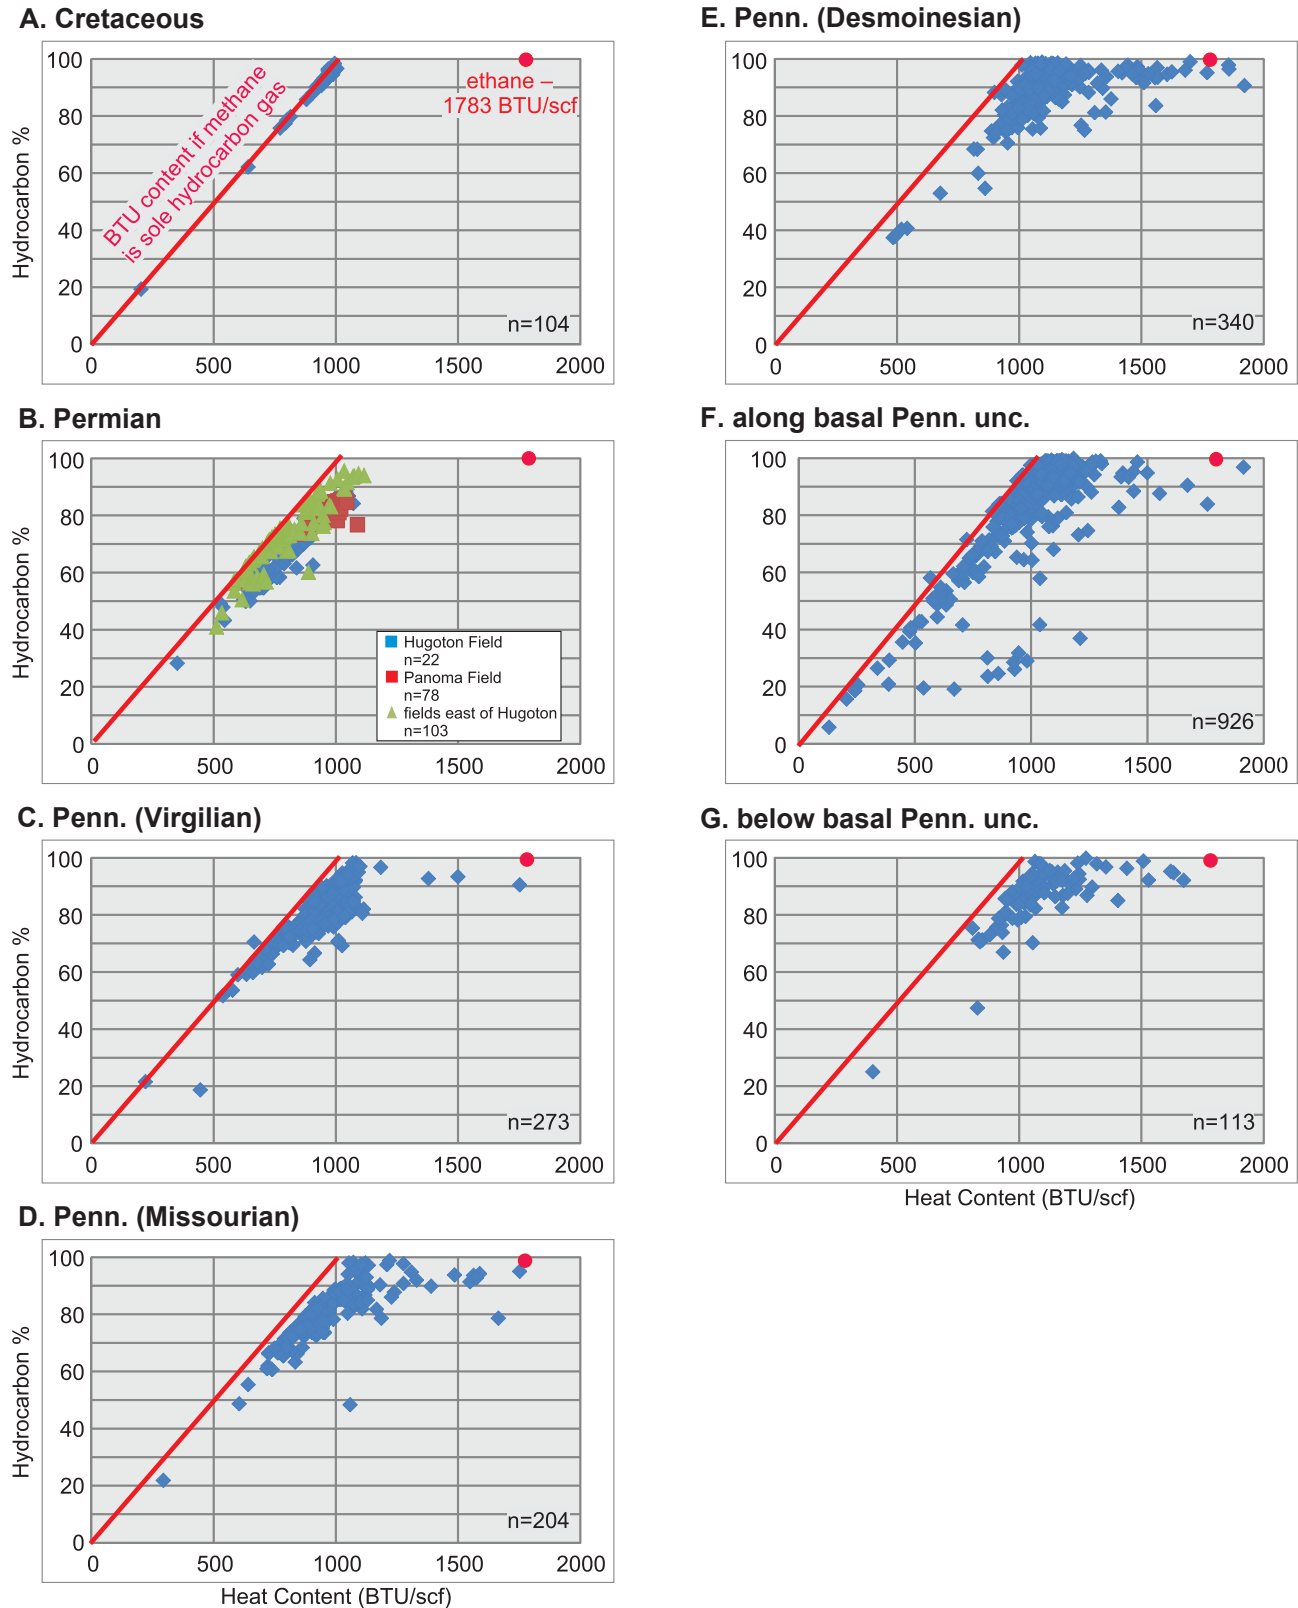 A. Cretaceous
100
80
60
40
20
0
Hydrocarbon %
BTU content if methane
is sole hydrocarbon gas
ethane –
1783 BTU/scf
n=104
0 500 1000 1500 2000
B. Permian
100
80
60
40
20
0
Hydrocarbon %
Hugoton Field
n=22
Panoma Field
n=78
fields east of Hugoton
n=103
0 500 1000 1500 2000
C. Penn. (Virgilian)
100
80
60
40
20
0
Hydrocarbon %
n=273
0 500 1000 1500 2000
D. Penn. (Missourian)
100
80
60
40
20
0
Hydrocarbon %
n=204
0 500 1000 1500 2000
Heat Content (BTU/scf)
E. Penn. (Desmoinesian)
100
80
60
40
20
0
n=340
0 500 1000 1500 2000
F. along basal Penn. unc.
100
80
60
40
20
0
n=926
0 500 1000 1500 2000
G. below basal Penn. unc.
100
80
60
40
20
0
n=113
0 500 1000 1500 2000
Heat Content (BTU/scf)